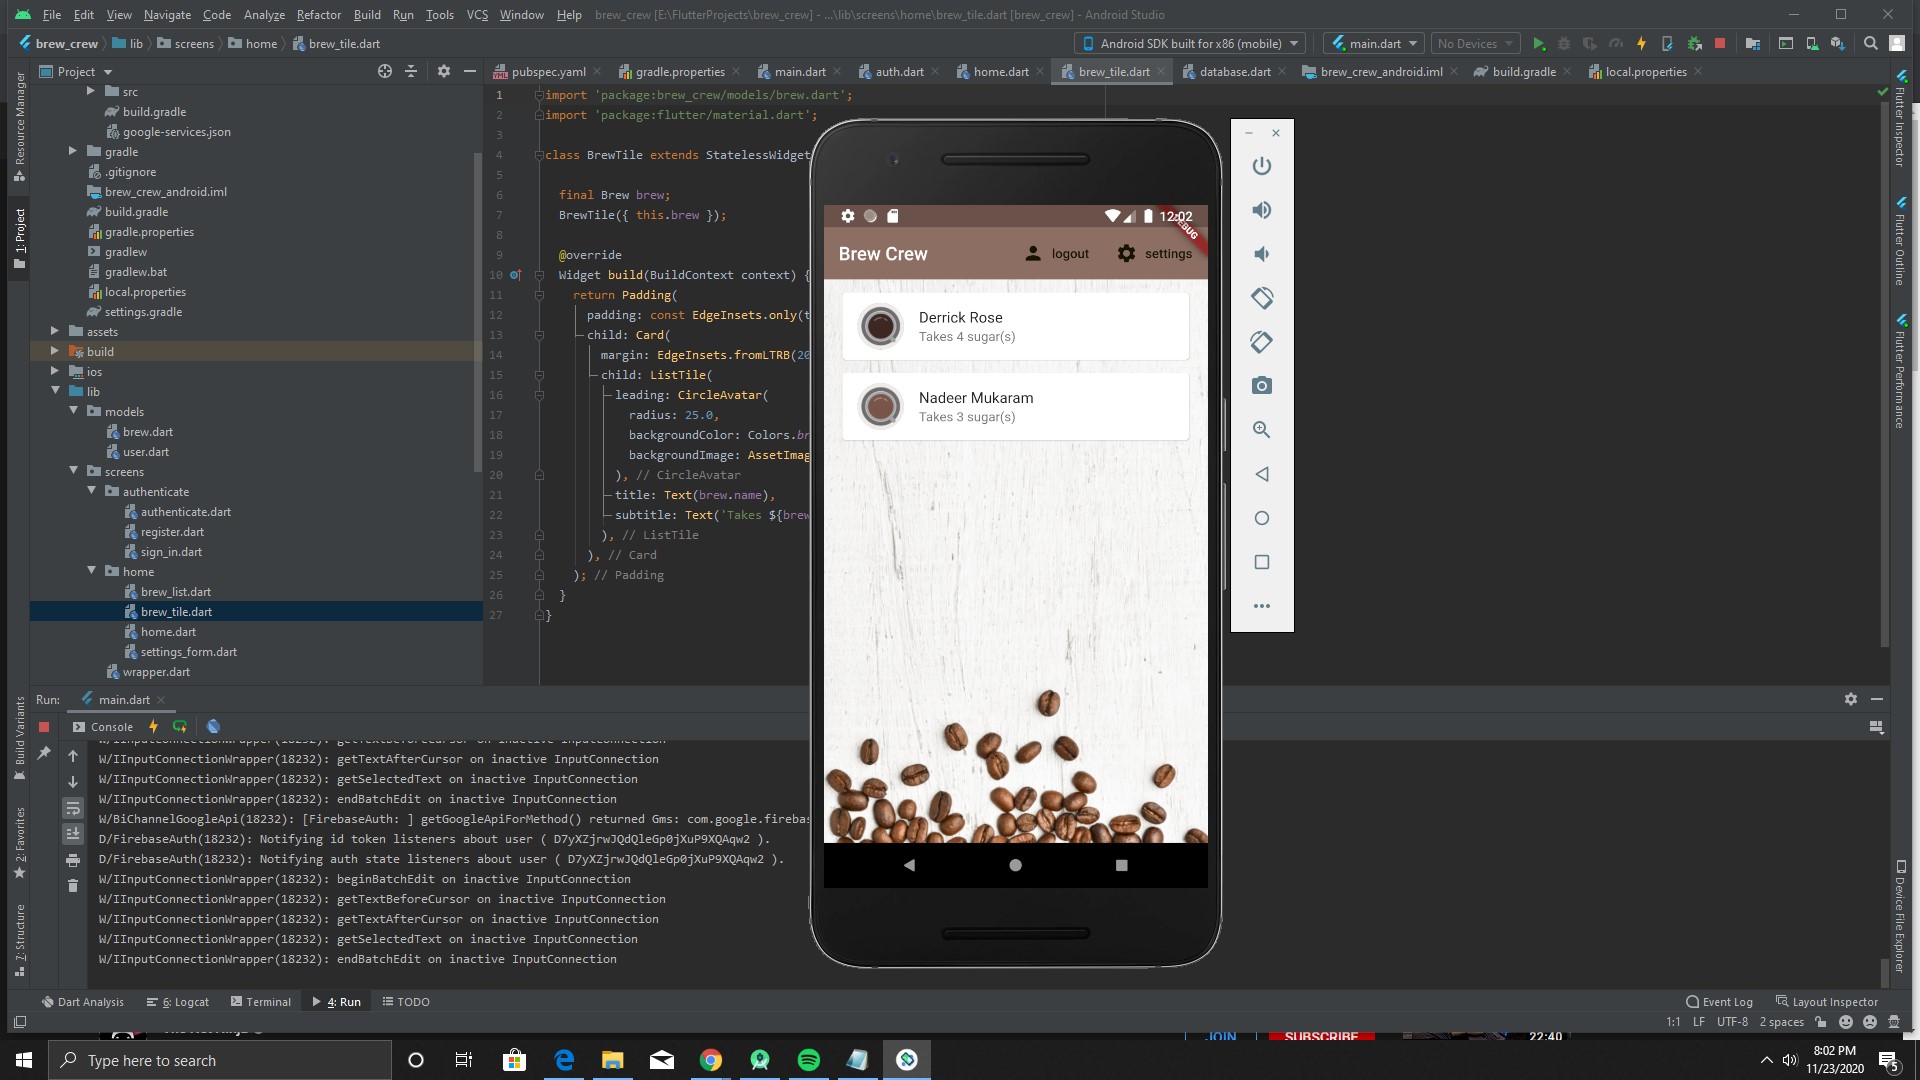 File Edit View Navigate Code Analyze Refactor Build Run Tools VCS Window Help brew_crew [E:\FlutterProjects\brew_crew] - ...\lib\screens\home\brew_tile.dart [brew_crew] - Android Studio
brew_crew lib screens home brew_tile.dart Android SDK built for x86 (mobile) main.dart No Devices
Project pubspec.yaml gradle.properties main.dart auth.dart home.dart brew_tile.dart database.dart brew_crew_android.iml build.gradle local.properties
Resource Manager
1: Project
Build Variants
2: Favorites
7: Structure
src
build.gradle
google-services.json
gradle
.gitignore
brew_crew_android.iml
build.gradle
gradle.properties
gradlew
gradlew.bat
local.properties
settings.gradle
assets
build
ios
lib
models
brew.dart
user.dart
screens
authenticate
authenticate.dart
register.dart
sign_in.dart
home
brew_list.dart
brew_tile.dart
home.dart
settings_form.dart
wrapper.dart
1 import 'package:brew_crew/models/brew.dart';
2 import 'package:flutter/material.dart';
3
4 class BrewTile extends StatelessWidget
5
6 final Brew brew;
7 BrewTile({ this.brew });
8
9 @override
10 Widget build(BuildContext context) {
11 return Padding(
12 padding: const EdgeInsets.only(t
13 child: Card(
14 margin: EdgeInsets.fromLTRB(20
15 child: ListTile(
16 leading: CircleAvatar(
17 radius: 25.0,
18 backgroundColor: Colors.br
19 backgroundImage: AssetImag
20 ), // CircleAvatar
21 title: Text(brew.name),
22 subtitle: Text('Takes ${brew
23 ), // ListTile
24 ), // Card
25 ); // Padding
26 }
27 }
12:02
Brew Crew logout settings
Derrick Rose
Takes 4 sugar(s)
Nadeer Mukaram
Takes 3 sugar(s)
Flutter Inspector
Flutter Outline
Flutter Performance
Device File Explorer
Run: main.dart
Console
W/IInputConnectionWrapper(18232): getTextBeforeCursor on inactive InputConnection
W/IInputConnectionWrapper(18232): getTextAfterCursor on inactive InputConnection
W/IInputConnectionWrapper(18232): getSelectedText on inactive InputConnection
W/IInputConnectionWrapper(18232): endBatchEdit on inactive InputConnection
W/BiChannelGoogleApi(18232): [FirebaseAuth: ] getGoogleApiForMethod() returned Gms: com.google.fireba
D/FirebaseAuth(18232): Notifying id token listeners about user ( D7yXZjrwJQdQleGp0jXuP9XQAqw2 ).
D/FirebaseAuth(18232): Notifying auth state listeners about user ( D7yXZjrwJQdQleGp0jXuP9XQAqw2 ).
W/IInputConnectionWrapper(18232): beginBatchEdit on inactive InputConnection
W/IInputConnectionWrapper(18232): getTextBeforeCursor on inactive InputConnection
W/IInputConnectionWrapper(18232): getTextAfterCursor on inactive InputConnection
W/IInputConnectionWrapper(18232): getSelectedText on inactive InputConnection
W/IInputConnectionWrapper(18232): endBatchEdit on inactive InputConnection
Dart Analysis 6: Logcat Terminal 4: Run TODO Event Log Layout Inspector
1:1 LF UTF-8 2 spaces
JOIN SUBSCRIBE 22:40
Type here to search
8:02 PM
11/23/2020
5